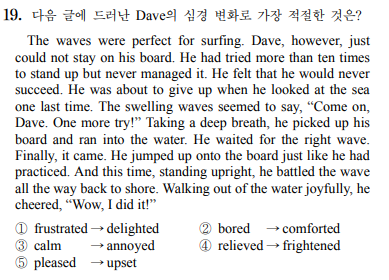 19. 다음 글에 드러난 Dave의 심경 변화로 가장 적절한 것은?
The waves were perfect for surfing. Dave, however, just
could not stay on his board. He had tried more than ten times
to stand up but never managed it. He felt that he would never
succeed. He was about to give up when he looked at the sea
one last time. The swelling waves seemed to say, “Come on,
Dave. One more try!” Taking a deep breath, he picked up his
board and ran into the water. He waited for the right wave.
Finally, it came. He jumped up onto the board just like he had
practiced. And this time, standing upright, he battled the wave
all the way back to shore. Walking out of the water joyfully, he
cheered, “Wow, I did it!”
① frustrated → delighted ② bored → comforted
③ calm → annoyed ④ relieved → frightened
⑤ pleased → upset